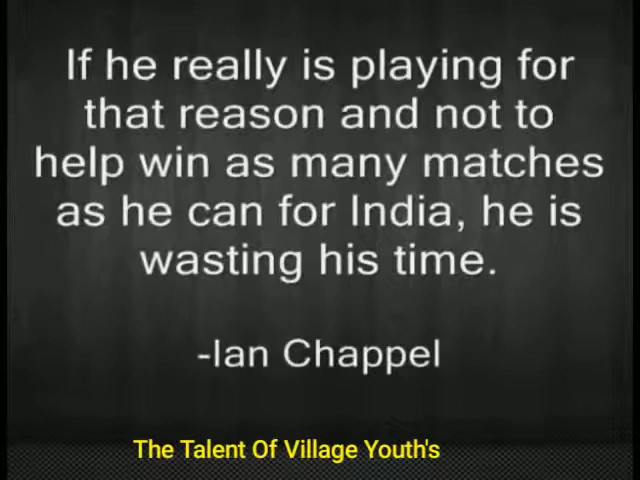 If he really is playing for
that reason and not to
help win as many matches
as he can for India, he is
wasting his time.
-Ian Chappel
The Talent Of Village Youth's